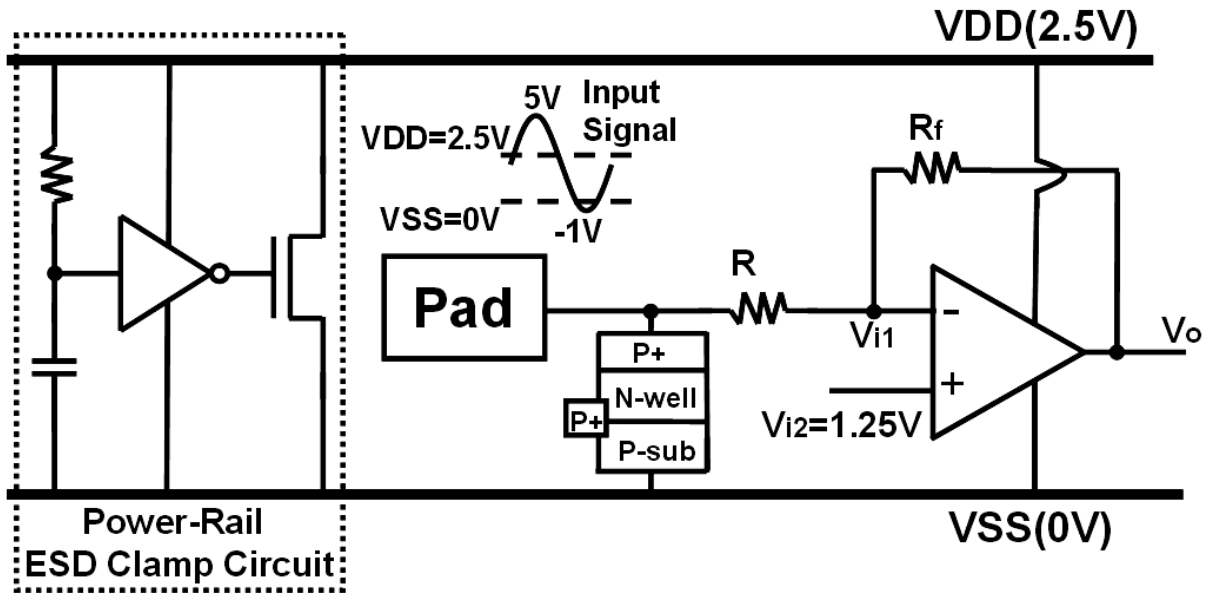 VDD(2.5V)
5V
Input
Signal
VDD=2.5V
VSS=0V
-1V
Rf
Pad
R
Vi1
-
+
Vo
Vi2=1.25V
P+
N-well
P+
P-sub
VSS(0V)
Power-Rail
ESD Clamp Circuit